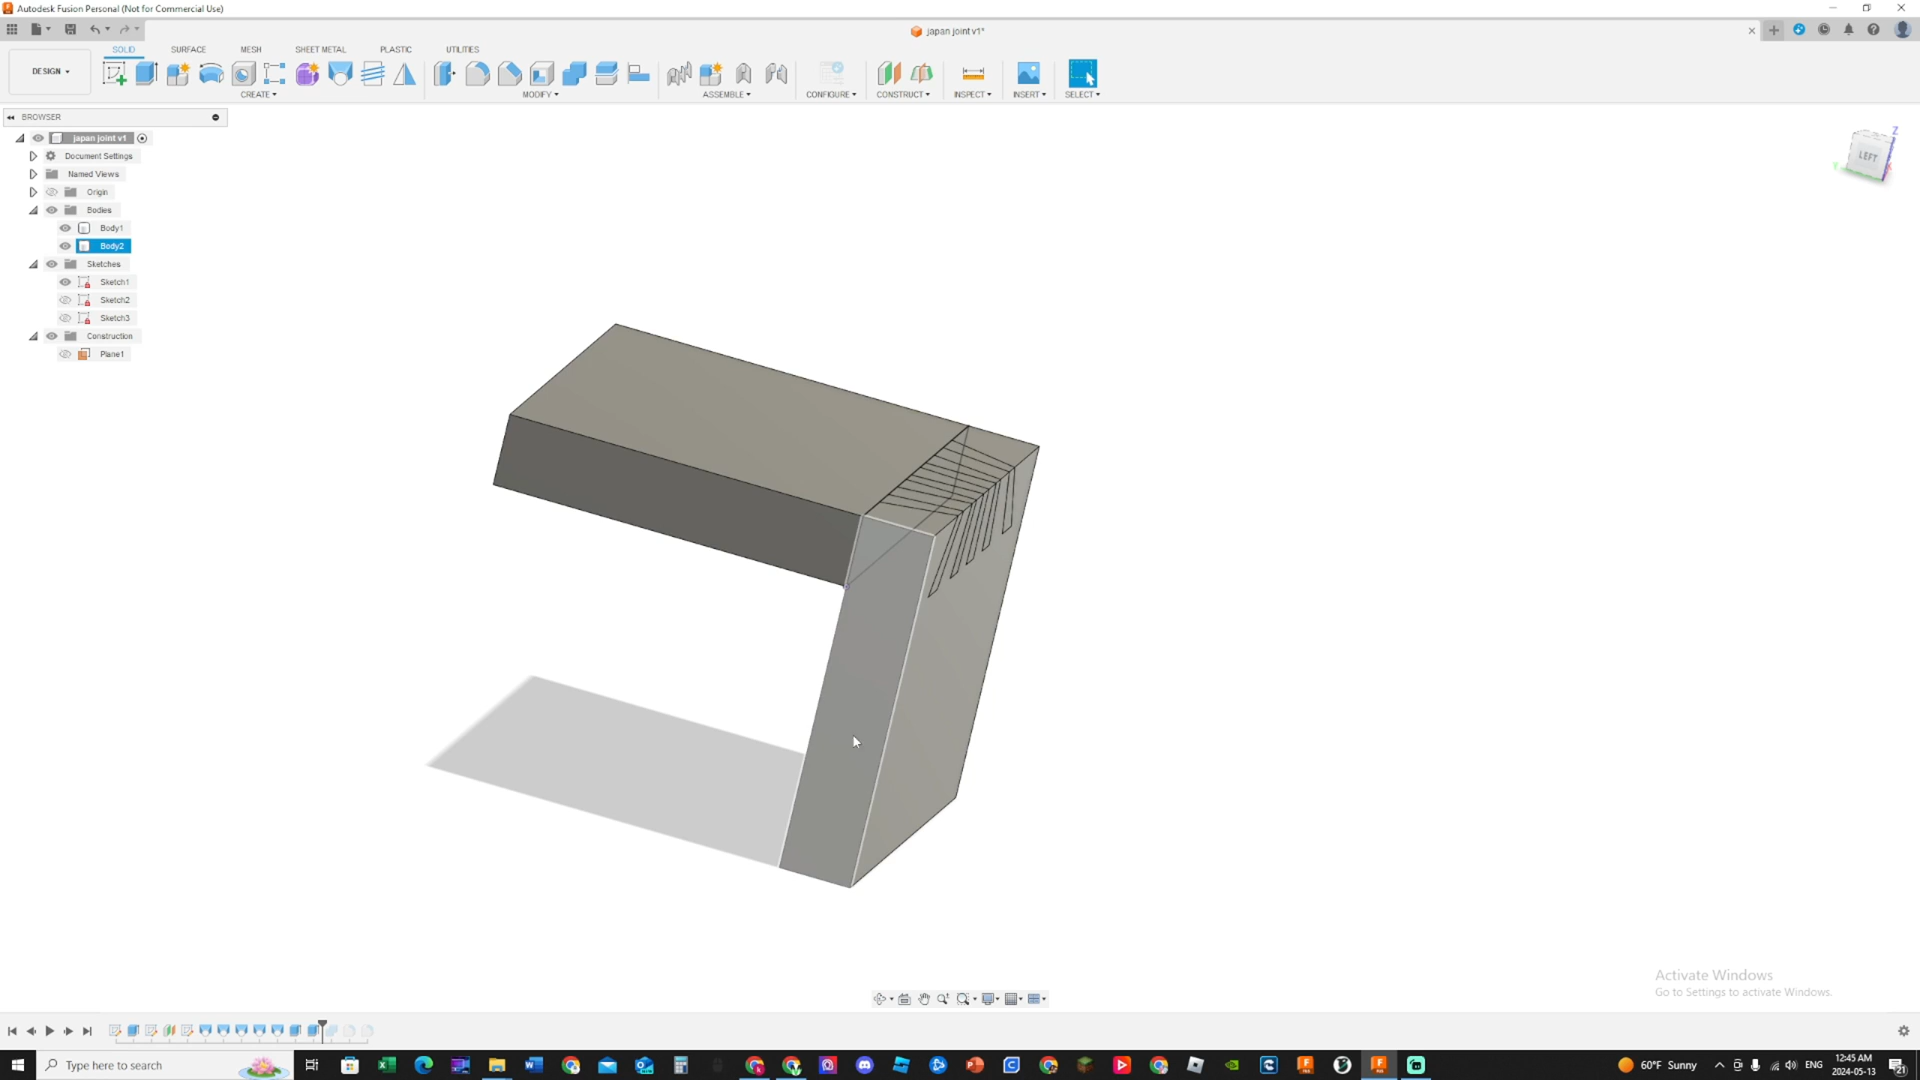 Autodesk Fusion Personal (Not for Commercial Use)
japan joint v1*
SOLID SURFACE MESH SHEET METAL PLASTIC UTILITIES
DESIGN
CREATE MODIFY ASSEMBLE CONFIGURE CONSTRUCT INSPECT INSERT SELECT
BROWSER
japan joint v1
Document Settings
Named Views
Origin
Bodies
Body1
Body2
Sketches
Sketch1
Sketch2
Sketch3
Construction
Plane1
Z
LEFT
Activate Windows
Go to Settings to activate Windows.
Type here to search
60°F Sunny
ENG
12:45 AM
2024-05-13
21